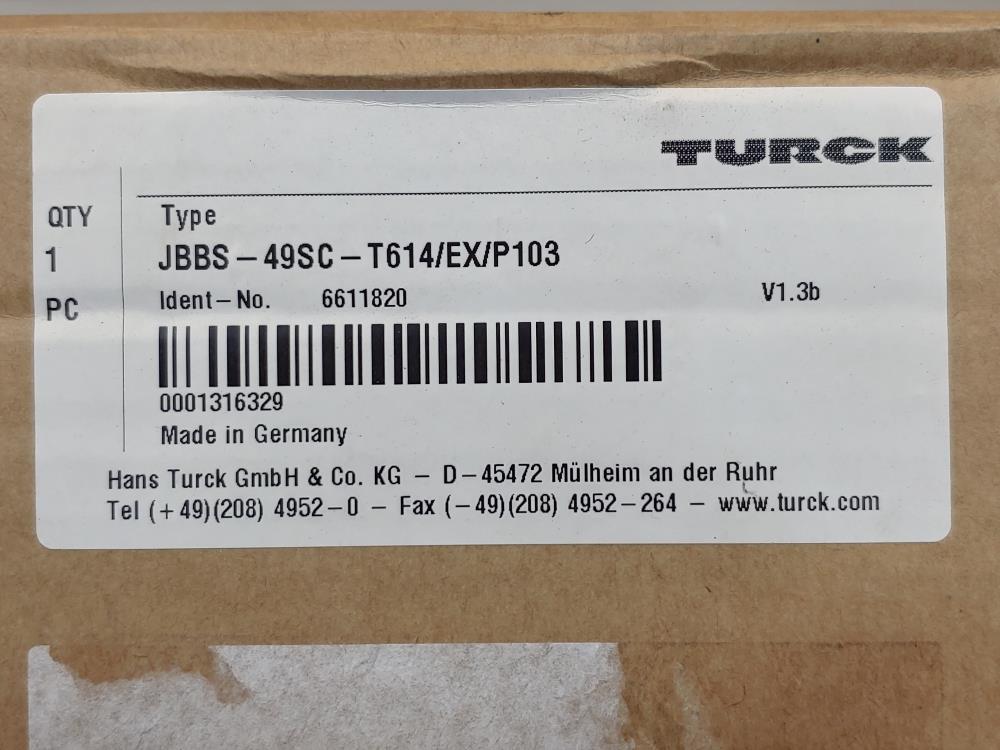 TURCK
QTY
1
PC
Type
JBBS-49SC-T614/EX/P103
Ident-No. 6611820 V1.3b
0001316329
Made in Germany
Hans Turck GmbH & Co. KG - D-45472 Mülheim an der Ruhr
Tel (+49)(208) 4952-0 - Fax (-49)(208) 4952-264 - www.turck.com